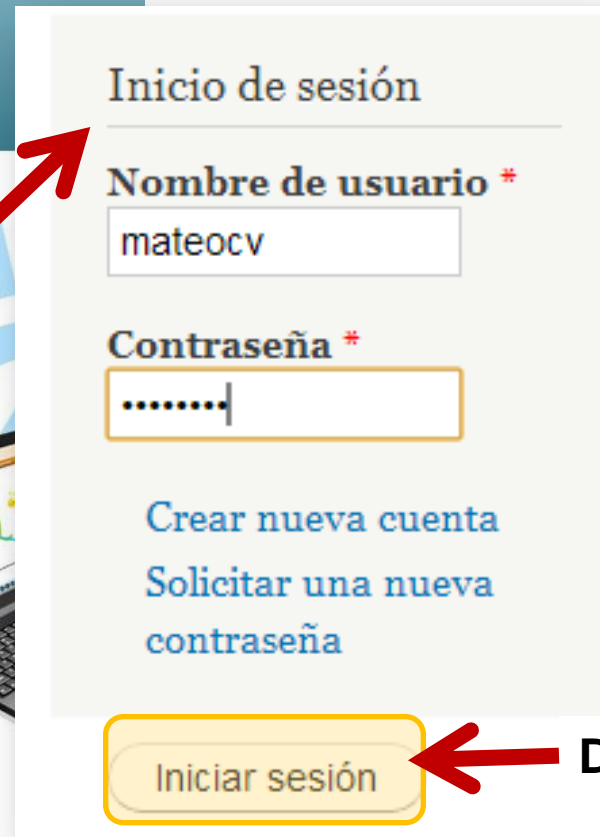 Inicio de sesión
Nombre de usuario *
mateocv
Contraseña *
••••••••
Crear nueva cuenta
Solicitar una nueva
contraseña
Iniciar sesión